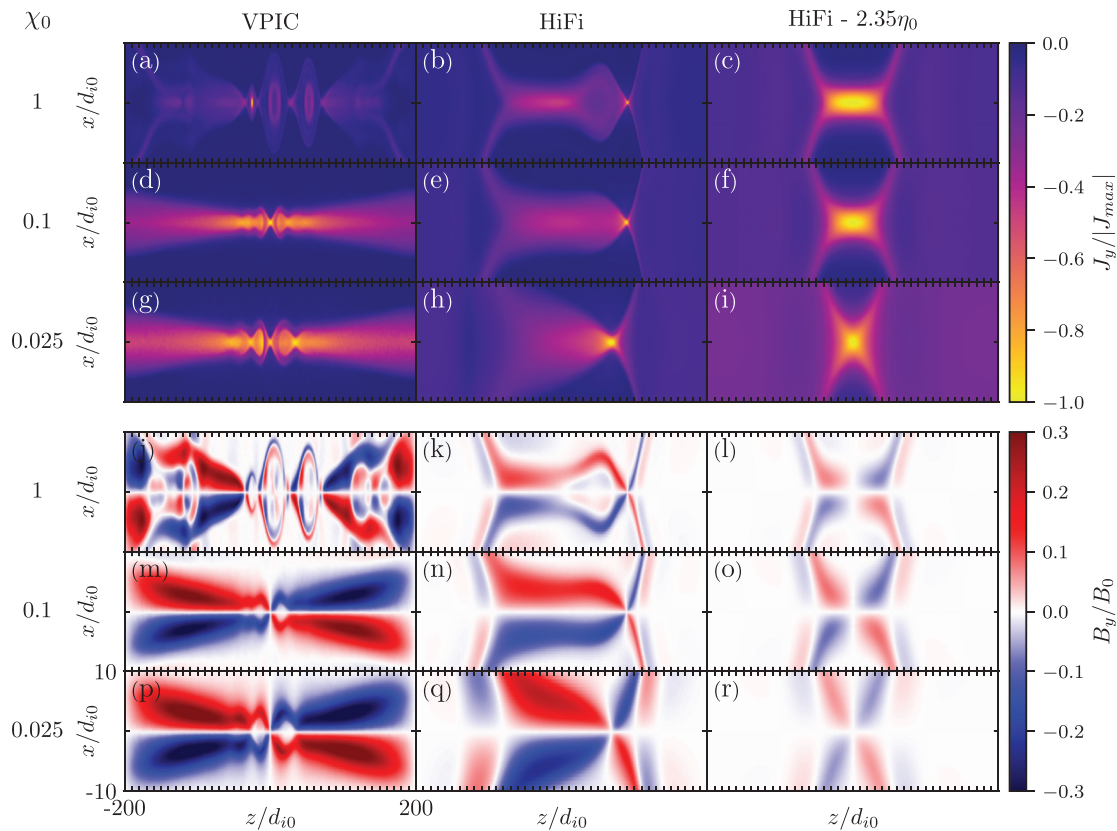 χ0 VPIC HiFi HiFi - 2.35η0
(a) (b) (c) 0.0
1 x/di0 −0.2
(d) (e) (f) −0.4
0.1 x/di0 Jy/|Jmax|
−0.6
(g) (h) (i)
0.025 x/di0 −0.8
−1.0
(j) (k) (l) 0.3
1 x/di0 0.2
(m) (n) (o) 0.1
0.1 x/di0 0.0 By/B0
10 (p) (q) (r) −0.1
0.025 x/di0 −0.2
-10 −0.3
-200 z/di0 200 z/di0 z/di0